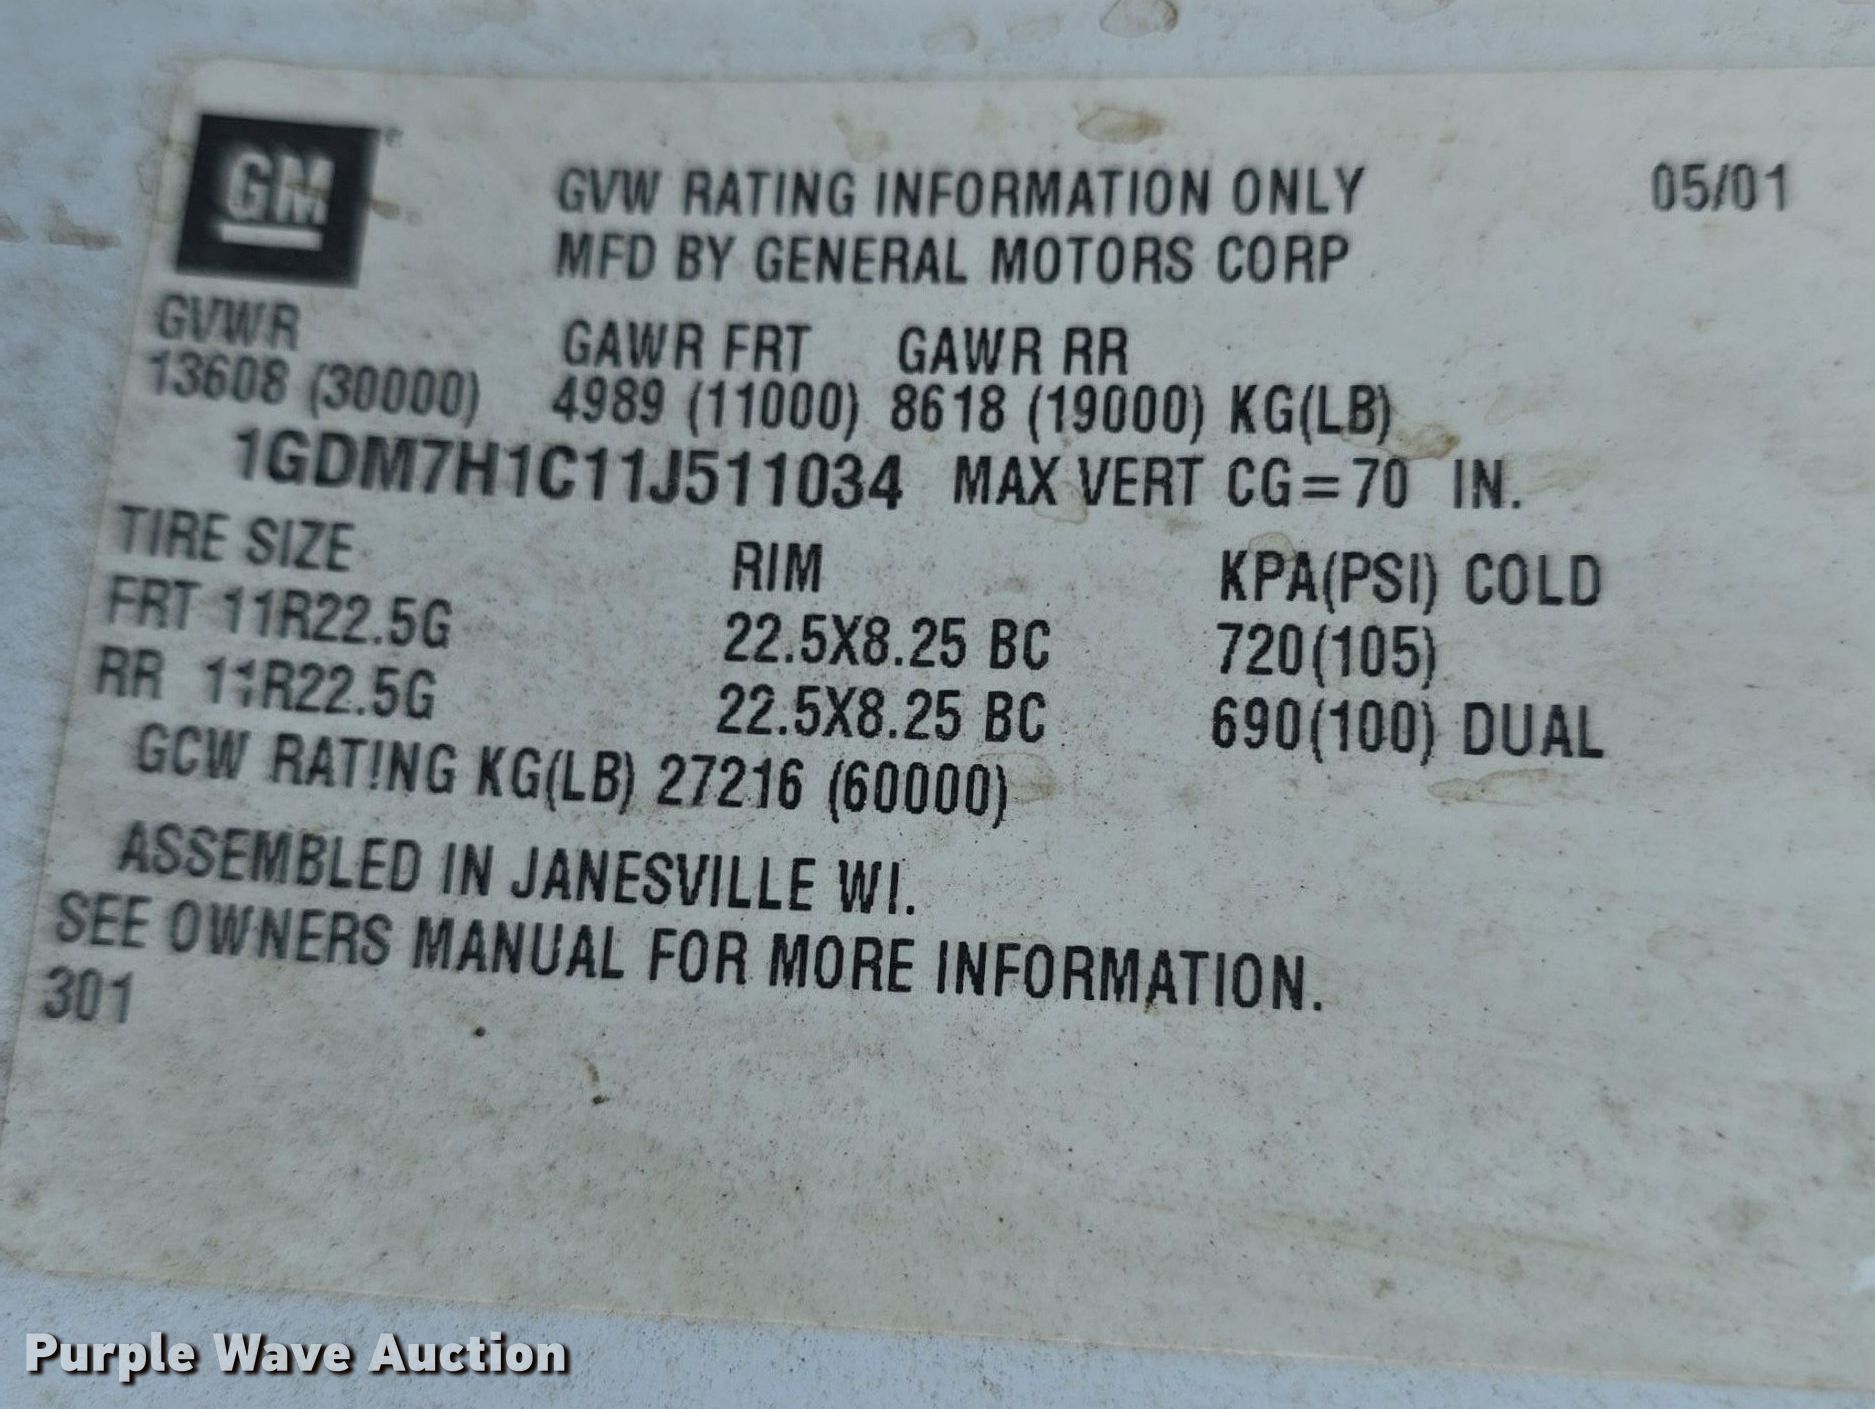 GM
GVW RATING INFORMATION ONLY 05/01
MFD BY GENERAL MOTORS CORP
GVWR GAWR FRT GAWR RR
13608 (30000) 4989 (11000) 8618 (19000) KG(LB)
1GDM7H1C11J511034 MAX VERT CG=70 IN.
TIRE SIZE RIM KPA(PSI) COLD
FRT 11R22.5G 22.5X8.25 BC 720(105)
RR 11R22.5G 22.5X8.25 BC 690(100) DUAL
GCW RATING KG(LB) 27216 (60000)
ASSEMBLED IN JANESVILLE WI.
SEE OWNERS MANUAL FOR MORE INFORMATION.
301
Purple Wave Auction